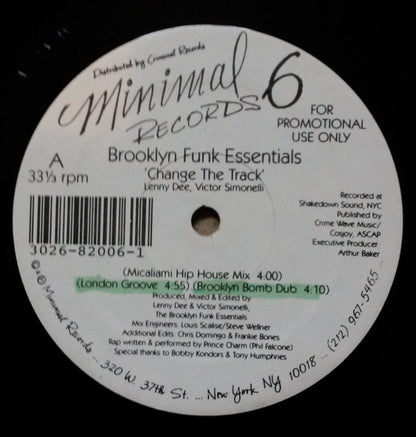 Distributed by Criminal Records
Minimal 6
RECORDS
FOR
PROMOTIONAL
USE ONLY
Brooklyn Funk Essentials
A
'Change The Track'
33⅓ rpm
Lenny Dee, Victor Simonelli
Recorded at
Shakedown Sound, NYC
Published by
Crime Wave Music/
Cosjoy, ASCAP
Executive Producer
Arthur Baker
3026-82006-1
(Micaliami Hip House Mix 4:00)
(London Groove 4:55) (Brooklyn Bomb Dub 4:10)
Produced, Mixed & Edited by
Lenny Dee & Victor Simonelli,
The Brooklyn Funk Essentials
Mix Engineers: Louis Scalise/Steve Wellner
Additional Edits: Chris Domingo & Frankie Bones
Rap written & performed by Prince Charm (Phil Falcone)
Special thanks to Bobby Kondors & Tony Humphries
©℗ Minimal Records ... 320 W. 37th St. ... New York, NY 10018 ... (212) 967.5465 ...